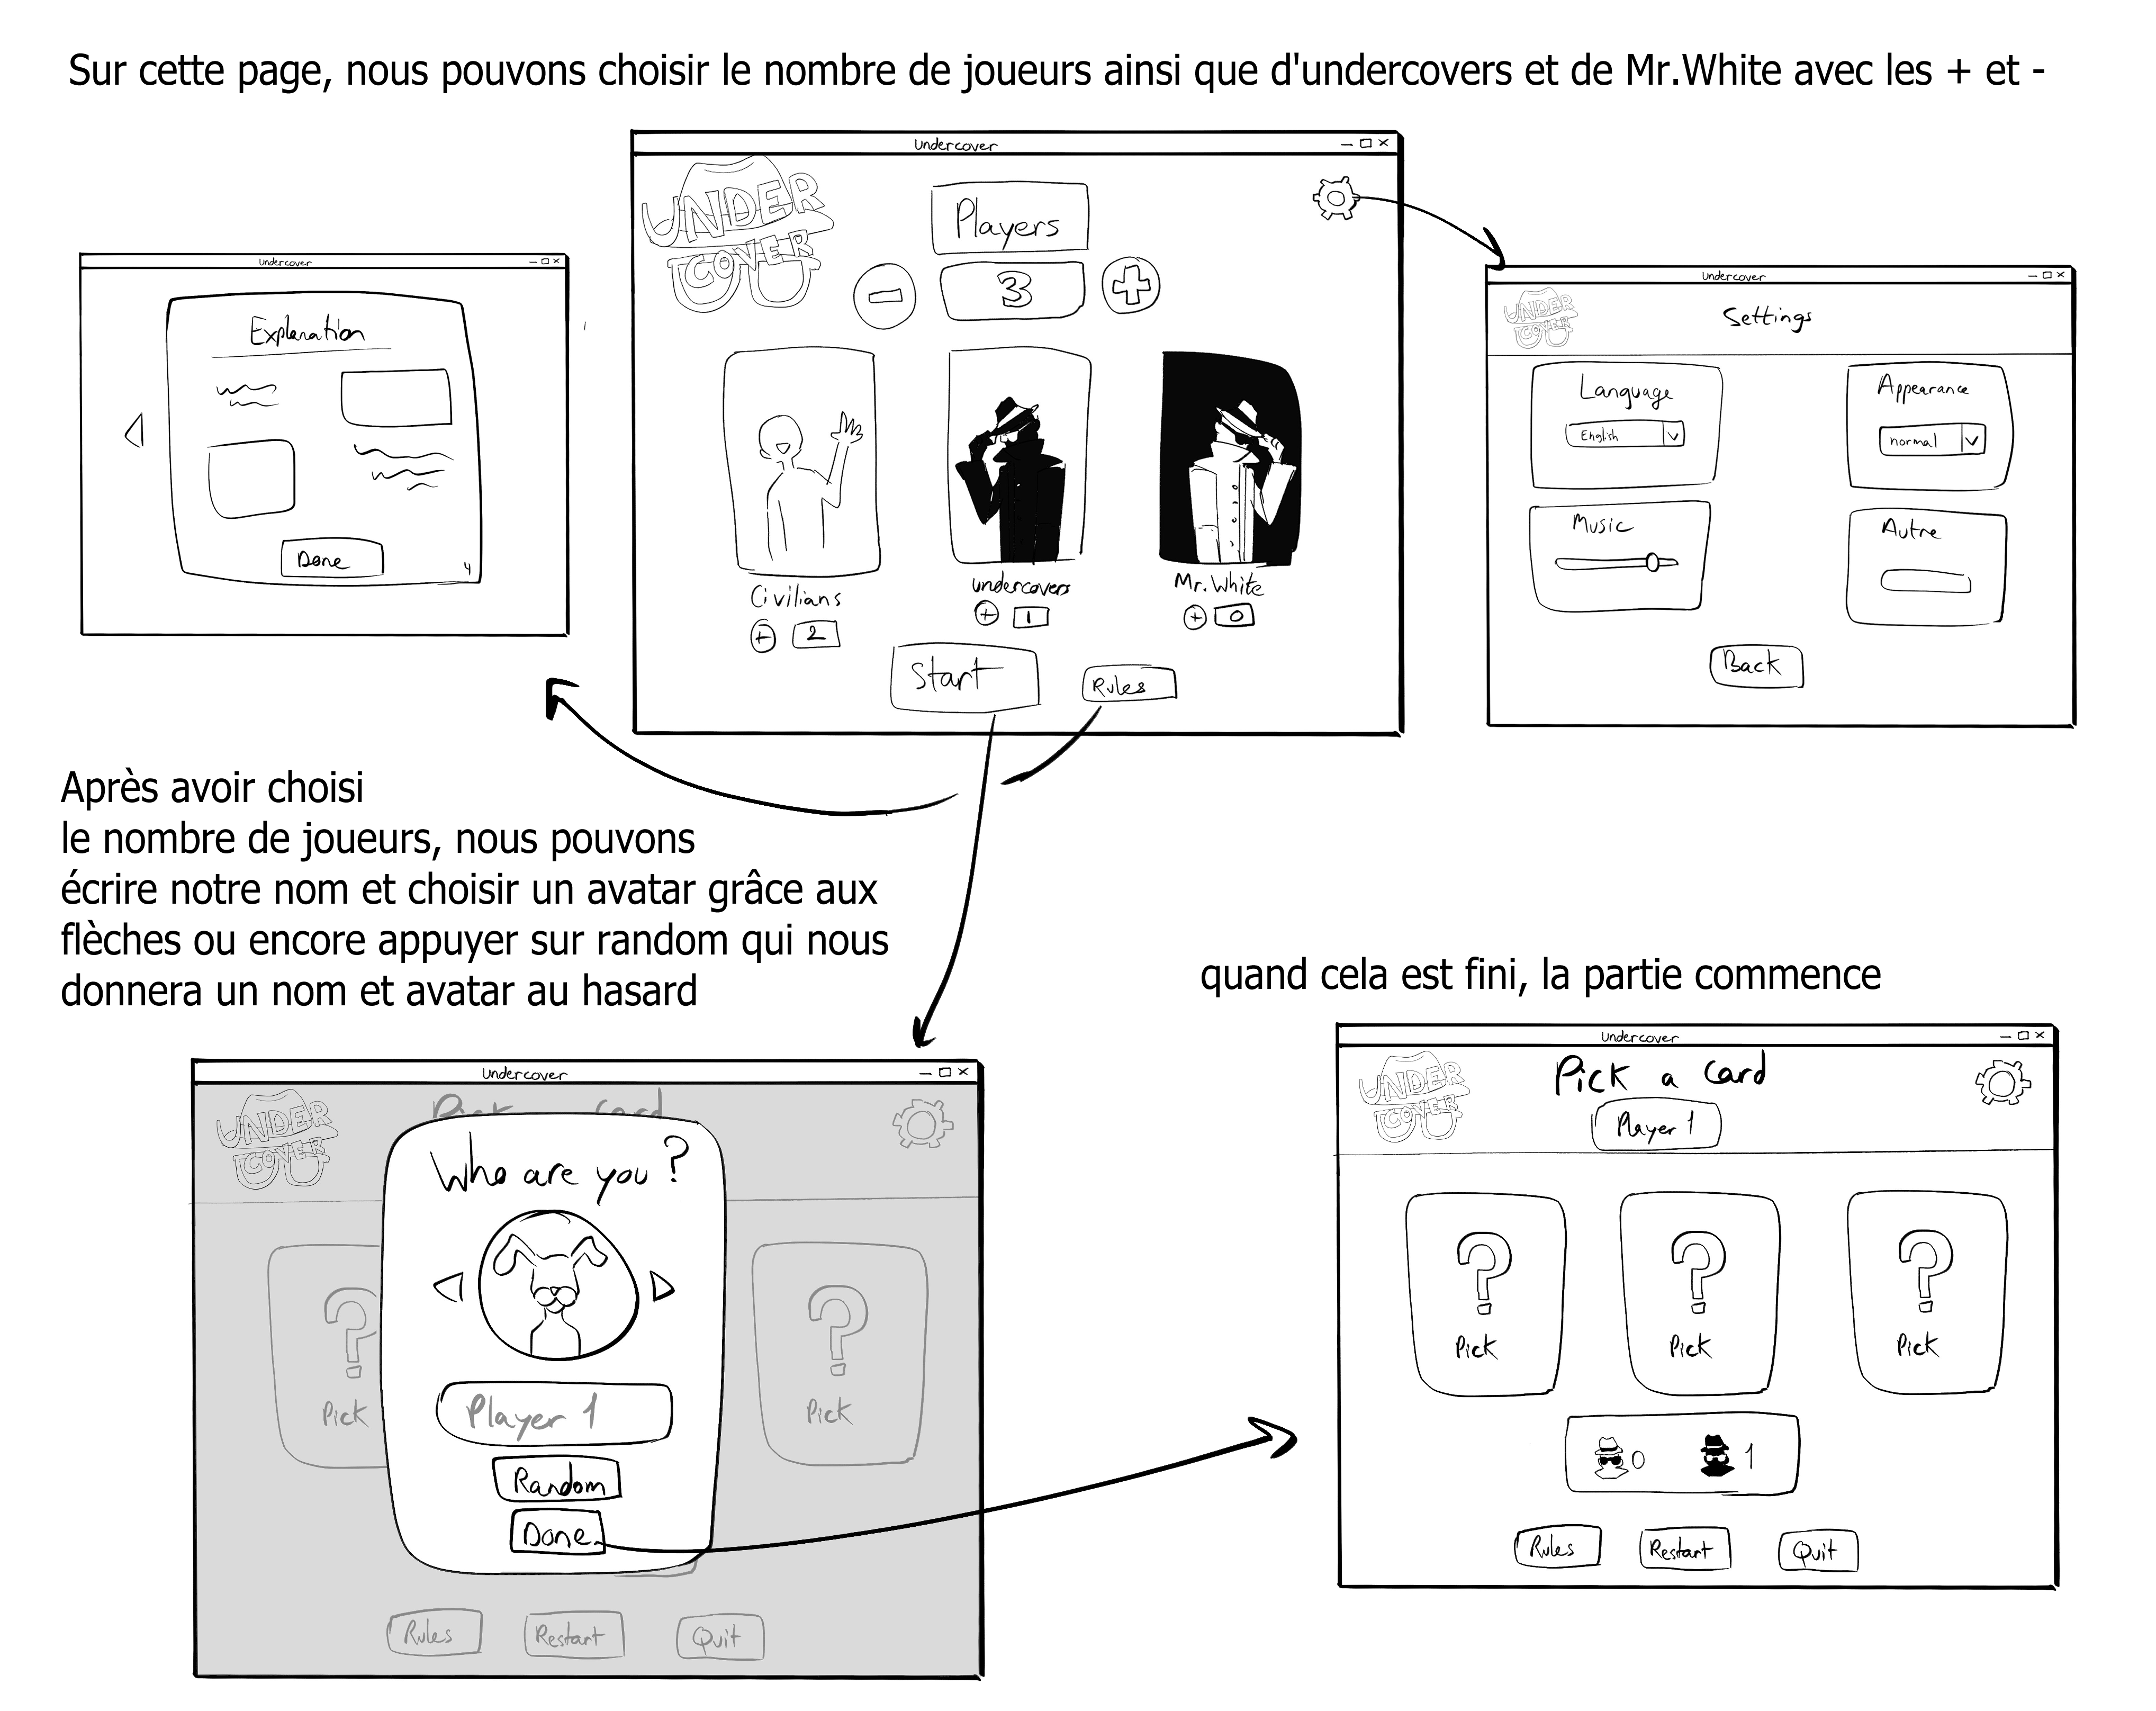 Sur cette page, nous pouvons choisir le nombre de joueurs ainsi que d'undercovers et de Mr.White avec les + et -
Undercover
Explanation
Done
4
Undercover
UNDER
COVER
Players
3
Civilians
2
undercovers
1
Mr.White
0
Start
Rules
Undercover
UNDER
COVER
Settings
Language
English
Appearance
normal
Music
Autre
Back
Après avoir choisi
le nombre de joueurs, nous pouvons
écrire notre nom et choisir un avatar grâce aux
flèches ou encore appuyer sur random qui nous
donnera un nom et avatar au hasard
Undercover
UNDER
COVER
Pick card
Who are you ?
?
Pick
?
Pick
Player 1
Random
Done
Rules
Restart
Quit
quand cela est fini, la partie commence
Undercover
UNDER
COVER
Pick a card
Player 1
? ? ?
Pick Pick Pick
0 1
Rules Restart Quit